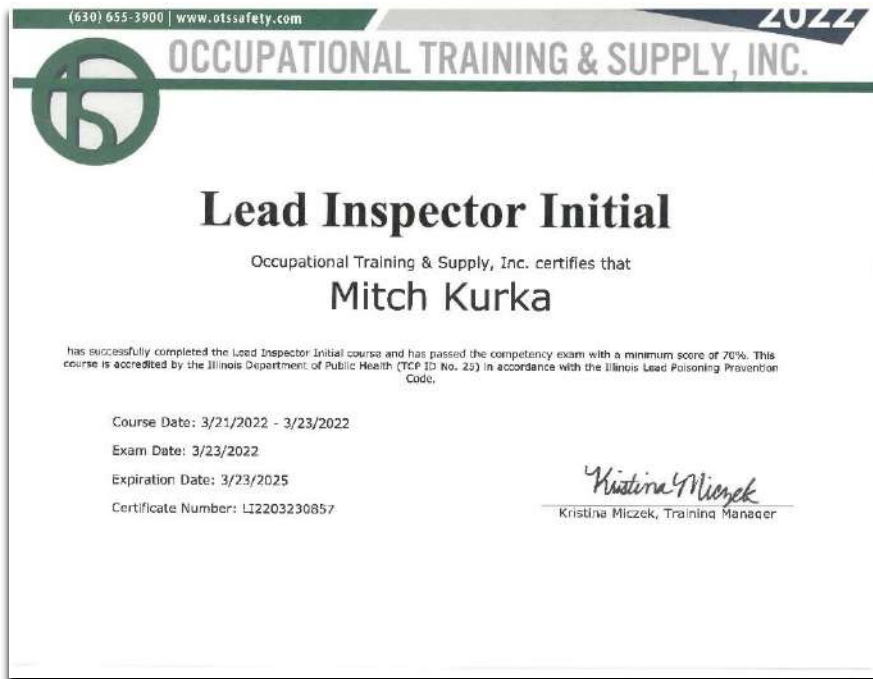 (630) 655-3900 | www.otssafety.com
2022
OCCUPATIONAL TRAINING & SUPPLY, INC.
Lead Inspector Initial
Occupational Training & Supply, Inc. certifies that
Mitch Kurka
has successfully completed the Lead Inspector Initial course and has passed the competency exam with a minimum score of 70%. This
course is accredited by the Illinois Department of Public Health (TCP ID No. 25) in accordance with the Illinois Lead Poisoning Prevention
Code.
Course Date: 3/21/2022 - 3/23/2022
Exam Date: 3/23/2022
Expiration Date: 3/23/2025
Certificate Number: LI2203230857
Kristina Miczek
Kristina Miczek, Training Manager